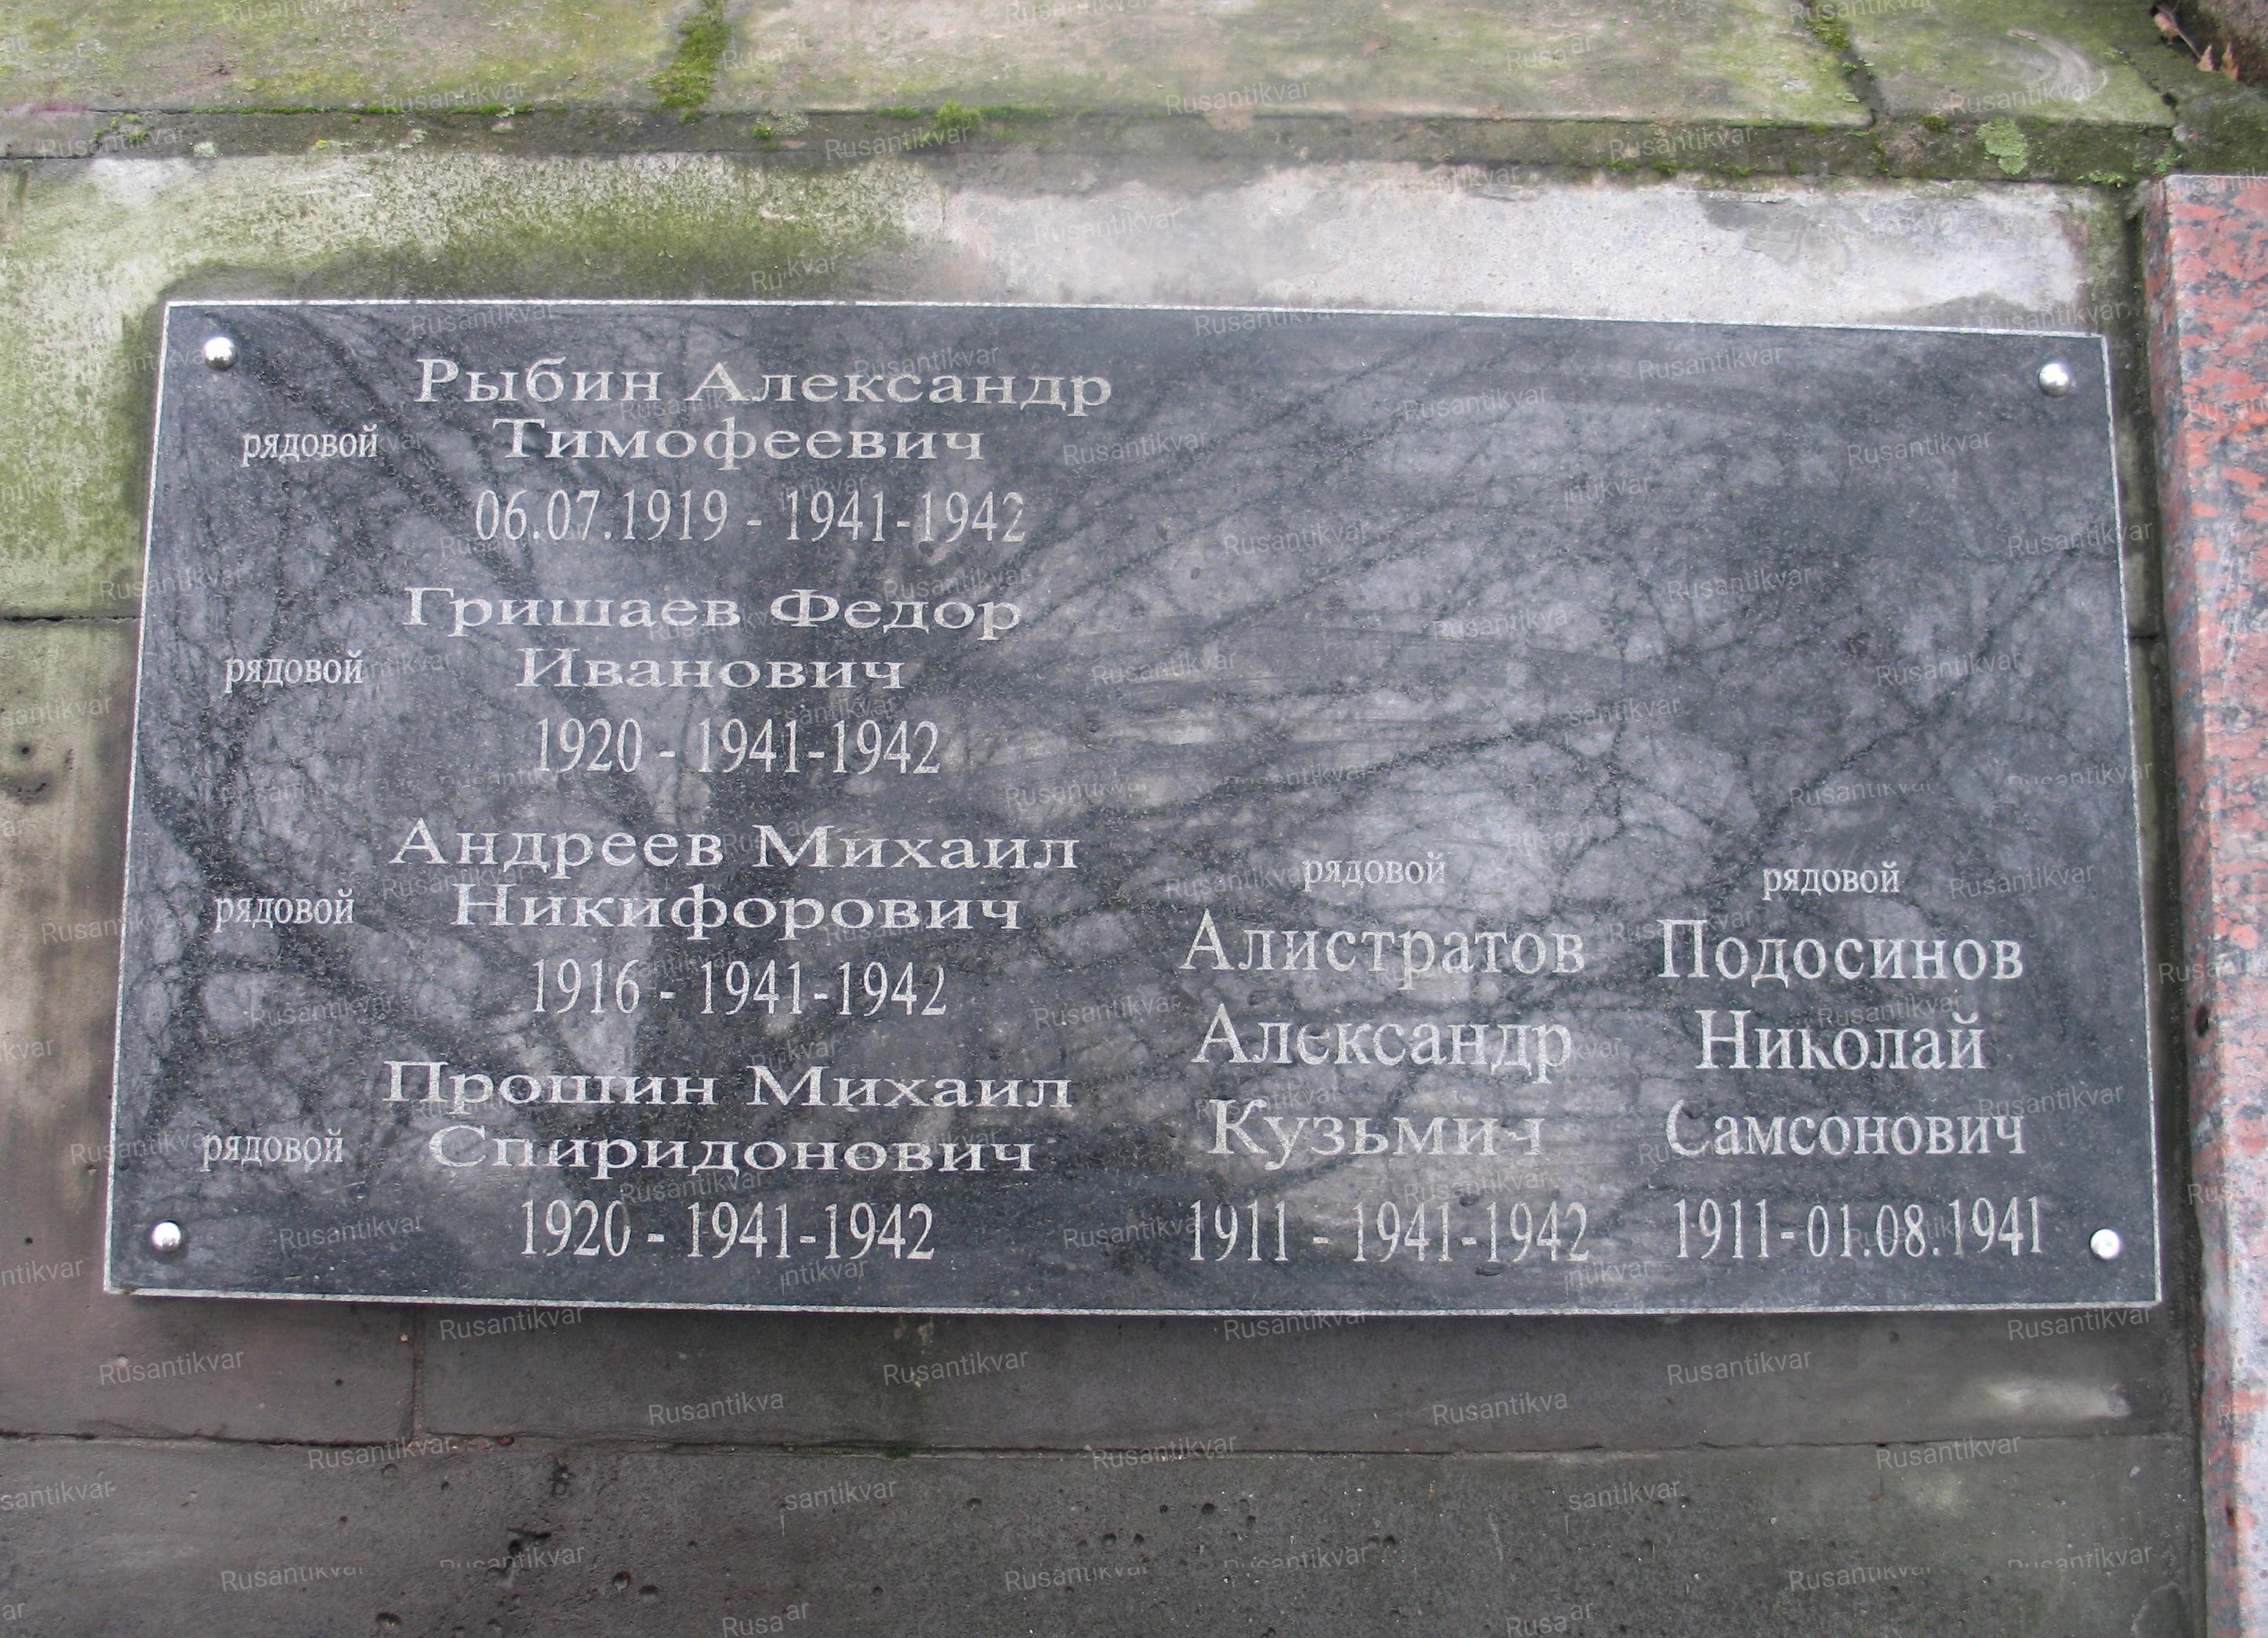 Рыбин Александр
рядовой Тимофеевич
06.07.1919 - 1941-1942
Гришаев Федор
рядовой Иванович
1920 - 1941-1942
Андреев Михаил
рядовой Никифорович
1916 - 1941-1942
Прошин Михаил
рядовой Спиридонович
1920 - 1941-1942
рядовой
Алистратов
Александр
Кузьмич
1911 - 1941-1942
рядовой
Подосинов
Николай
Самсонович
1911-01.08.1941
Rusantikvar